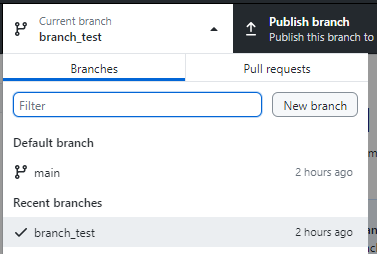 Current branch
branch_test
Publish branch
Publish this branch to
Branches
Pull requests
Filter
New branch
Default branch
main
2 hours ago
Recent branches
branch_test
2 hours ago